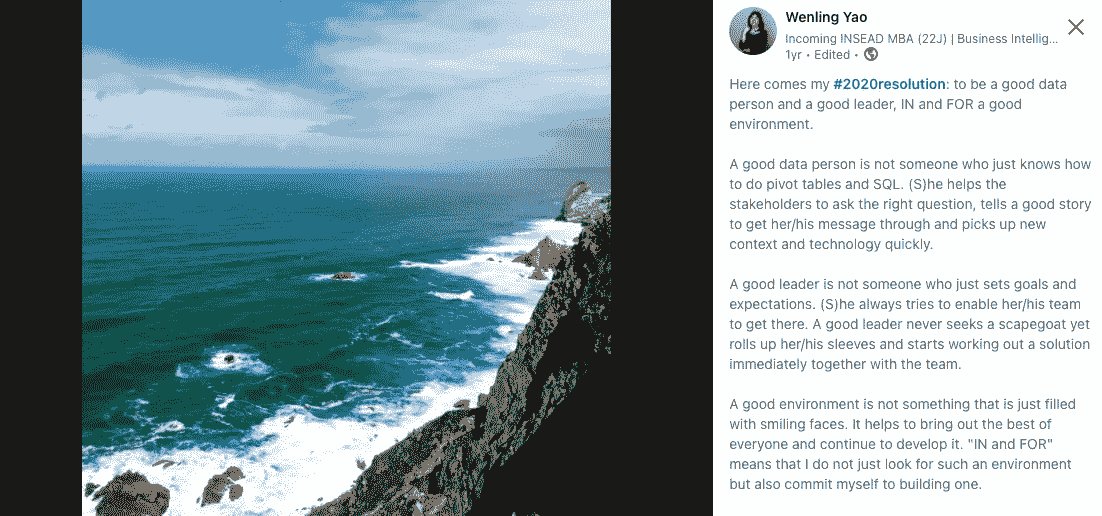 Wenling Yao
Incoming INSEAD MBA (22J) | Business Intellig...
1yr • Edited •
Here comes my #2020resolution: to be a good data
person and a good leader, IN and FOR a good
environment.
A good data person is not someone who just knows how
to do pivot tables and SQL. (S)he helps the
stakeholders to ask the right question, tells a good story
to get her/his message through and picks up new
context and technology quickly.
A good leader is not someone who just sets goals and
expectations. (S)he always tries to enable her/his team
to get there. A good leader never seeks a scapegoat yet
rolls up her/his sleeves and starts working out a solution
immediately together with the team.
A good environment is not something that is just filled
with smiling faces. It helps to bring out the best of
everyone and continue to develop it. "IN and FOR"
means that I do not just look for such an environment
but also commit myself to building one.